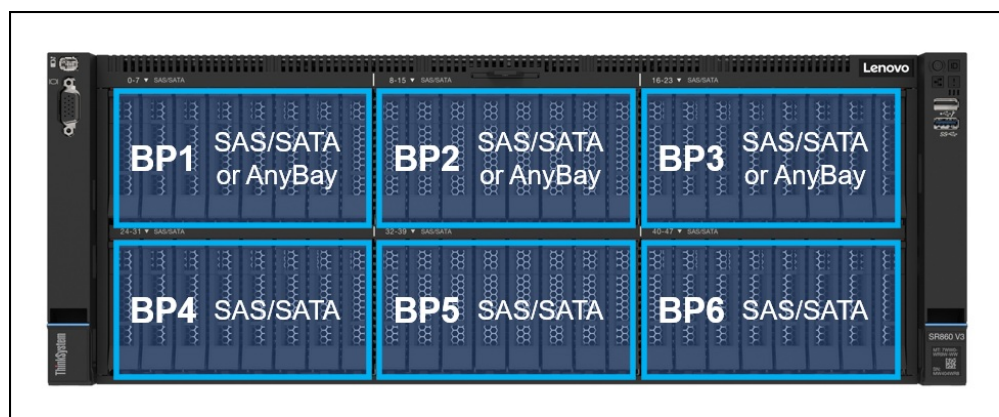 Lenovo
0-7 ▼ SAS/SATA
8-15 ▼ SAS/SATA
16-23 ▼ SAS/SATA
BP1 SAS/SATA
or AnyBay
BP2 SAS/SATA
or AnyBay
BP3 SAS/SATA
or AnyBay
24-31 ▼ SAS/SATA
32-39 ▼ SAS/SATA
40-47 ▼ SAS/SATA
BP4 SAS/SATA
BP5 SAS/SATA
BP6 SAS/SATA
ThinkSystem
SR860 V3